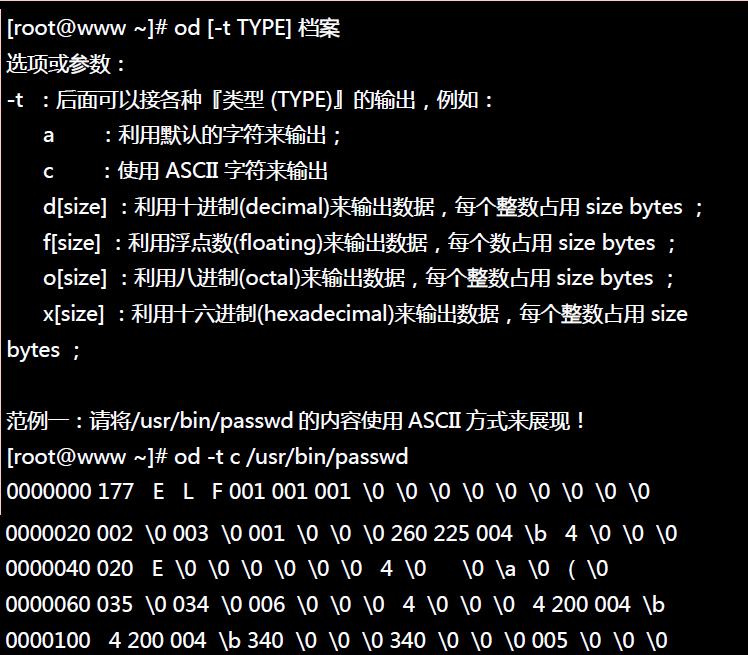 [root@www ~]# od [-t TYPE] 档案
选项或参数：
-t ：后面可以接各种『类型 (TYPE)』的输出，例如：
a ：利用默认的字符来输出；
c ：使用 ASCII 字符来输出
d[size] ：利用十进制(decimal)来输出数据，每个整数占用 size bytes ；
f[size] ：利用浮点数(floating)来输出数据，每个数占用 size bytes ；
o[size] ：利用八进制(octal)来输出数据，每个整数占用 size bytes ；
x[size] ：利用十六进制(hexadecimal)来输出数据，每个整数占用 size
bytes ；
范例一：请将/usr/bin/passwd 的内容使用 ASCII 方式来展现！
[root@www ~]# od -t c /usr/bin/passwd
0000000 177 E L F 001 001 001 \0 \0 \0 \0 \0 \0 \0 \0 \0
0000020 002 \0 003 \0 001 \0 \0 \0 260 225 004 \b 4 \0 \0 \0
0000040 020 E \0 \0 \0 \0 \0 \0 4 \0 \0 \a \0 ( \0
0000060 035 \0 034 \0 006 \0 \0 \0 4 \0 \0 \0 4 200 004 \b
0000100 4 200 004 \b 340 \0 \0 \0 340 \0 \0 \0 005 \0 \0 \0